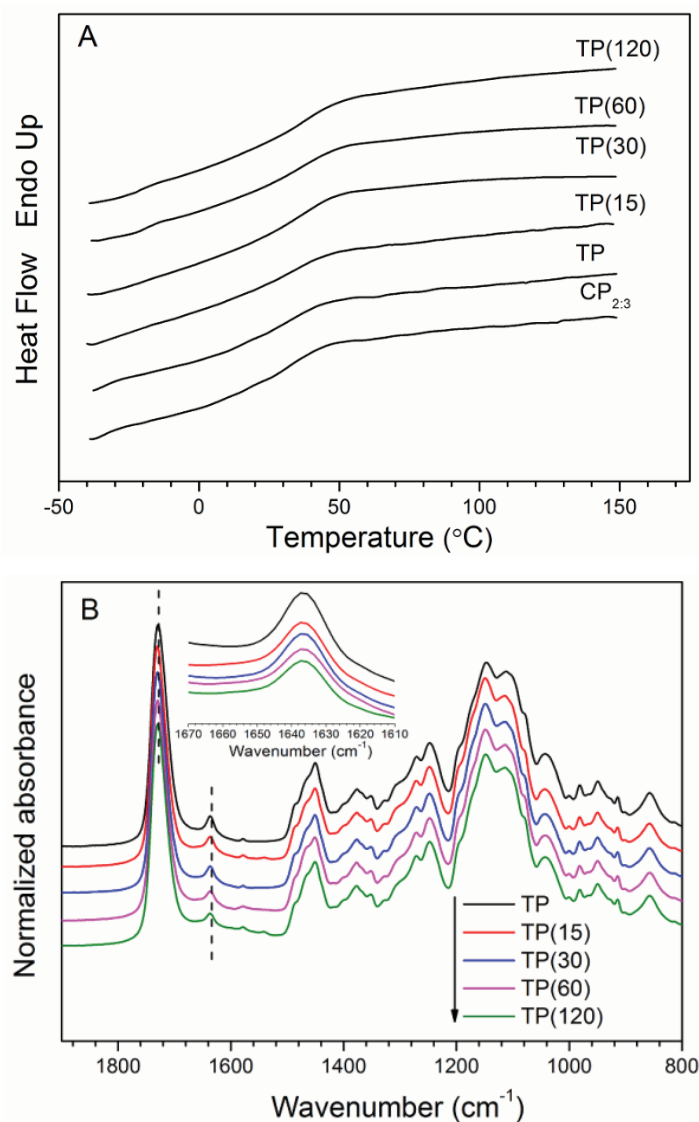 A
TP(120)
TP(60)
TP(30)
TP(15)
TP
CP2:3
Heat Flow Endo Up
-50 0 50 100 150
Temperature (°C)
B
1670 1660 1650 1640 1630 1620 1610
Wavenumber (cm-1)
Normalized absorbance
TP
TP(15)
TP(30)
TP(60)
TP(120)
1800 1600 1400 1200 1000 800
Wavenumber (cm-1)